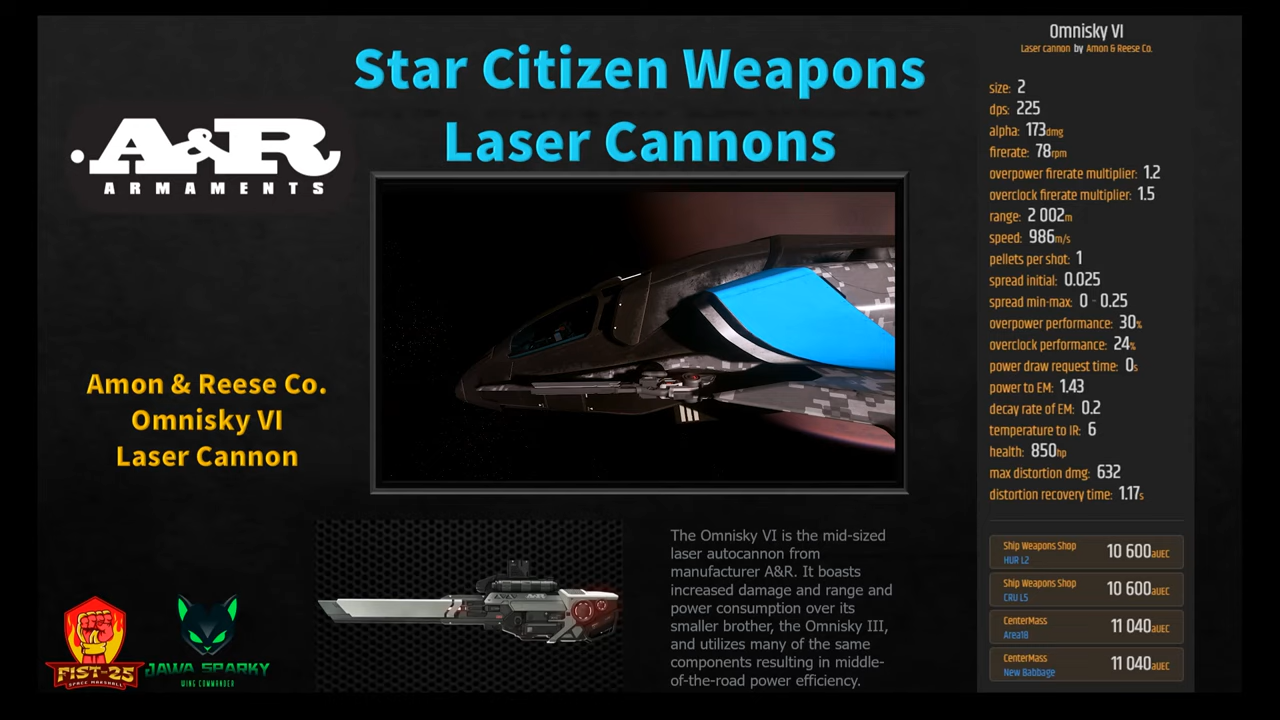 Star Citizen Weapons
Laser Cannons
A&R
ARMAMENTS
Amon & Reese Co.
Omnisky VI
Laser Cannon
FIST-25
SPACE MARSHALL
JAWA SPARKY
WING COMMANDER
The Omnisky VI is the mid-sized
laser autocannon from
manufacturer A&R. It boasts
increased damage and range and
power consumption over its
smaller brother, the Omnisky III,
and utilizes many of the same
components resulting in middle-
of-the-road power efficiency.
Omnisky VI
Laser cannon by Amon & Reese Co.
size: 2
dps: 225
alpha: 173dmg
firerate: 78rpm
overpower firerate multiplier: 1.2
overclock firerate multiplier: 1.5
range: 2 002m
speed: 986m/s
pellets per shot: 1
spread initial: 0.025
spread min-max: 0 - 0.25
overpower performance: 30%
overclock performance: 24%
power draw request time: 0s
power to EM: 1.43
decay rate of EM: 0.2
temperature to IR: 6
health: 850hp
max distortion dmg: 632
distortion recovery time: 1.17s
Ship Weapons Shop
HUR L2
10 600aUEC
Ship Weapons Shop
CRU L5
10 600aUEC
CenterMass
Area18
11 040aUEC
CenterMass
New Babbage
11 040aUEC